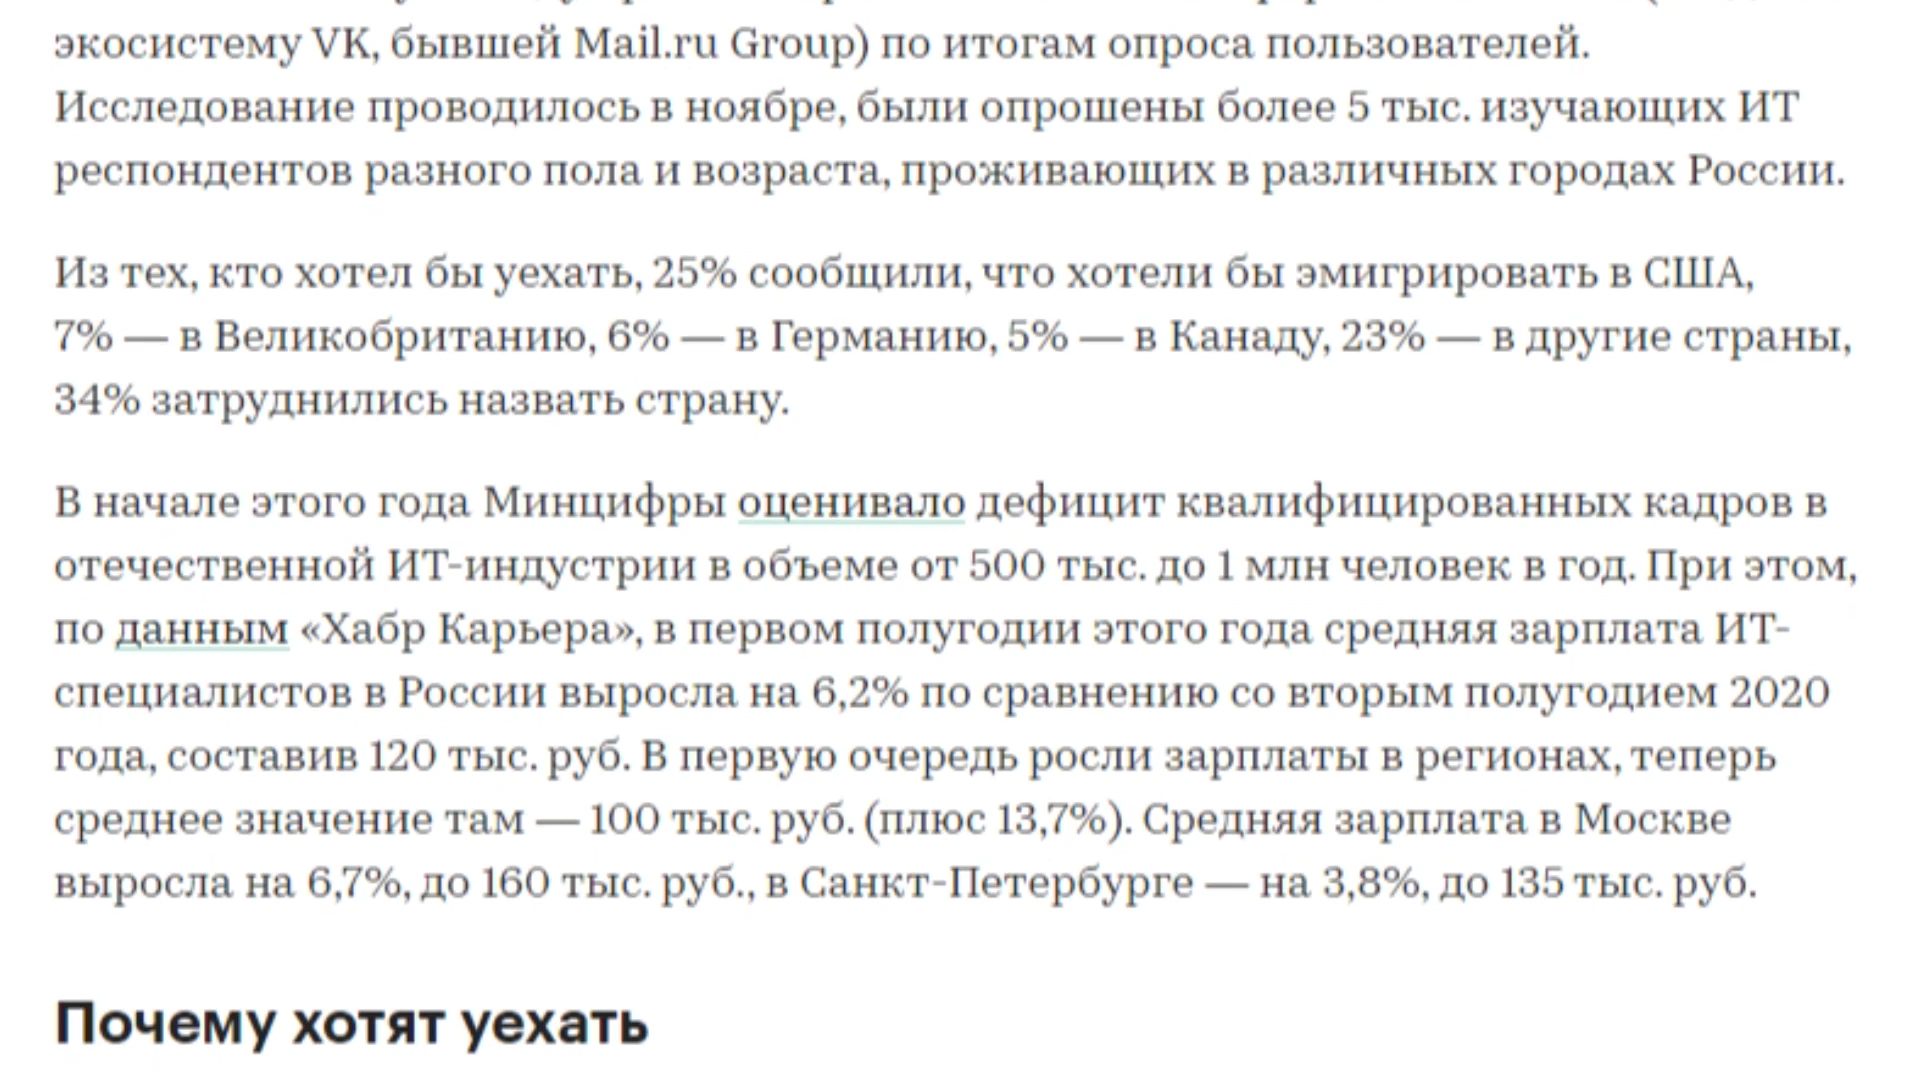 экосистему VK, бывшей Mail.ru Group) по итогам опроса пользователей.
Исследование проводилось в ноябре, были опрошены более 5 тыс. изучающих ИТ
респондентов разного пола и возраста, проживающих в различных городах России.
Из тех, кто хотел бы уехать, 25% сообщили, что хотели бы эмигрировать в США,
7% — в Великобританию, 6% — в Германию, 5% — в Канаду, 23% — в другие страны,
34% затруднились назвать страну.
В начале этого года Минцифры оценивало дефицит квалифицированных кадров в
отечественной ИТ-индустрии в объеме от 500 тыс. до 1 млн человек в год. При этом,
по данным «Хабр Карьера», в первом полугодии этого года средняя зарплата ИТ-
специалистов в России выросла на 6,2% по сравнению со вторым полугодием 2020
года, составив 120 тыс. руб. В первую очередь росли зарплаты в регионах, теперь
среднее значение там — 100 тыс. руб. (плюс 13,7%). Средняя зарплата в Москве
выросла на 6,7%, до 160 тыс. руб., в Санкт-Петербурге — на 3,8%, до 135 тыс. руб.
Почему хотят уехать